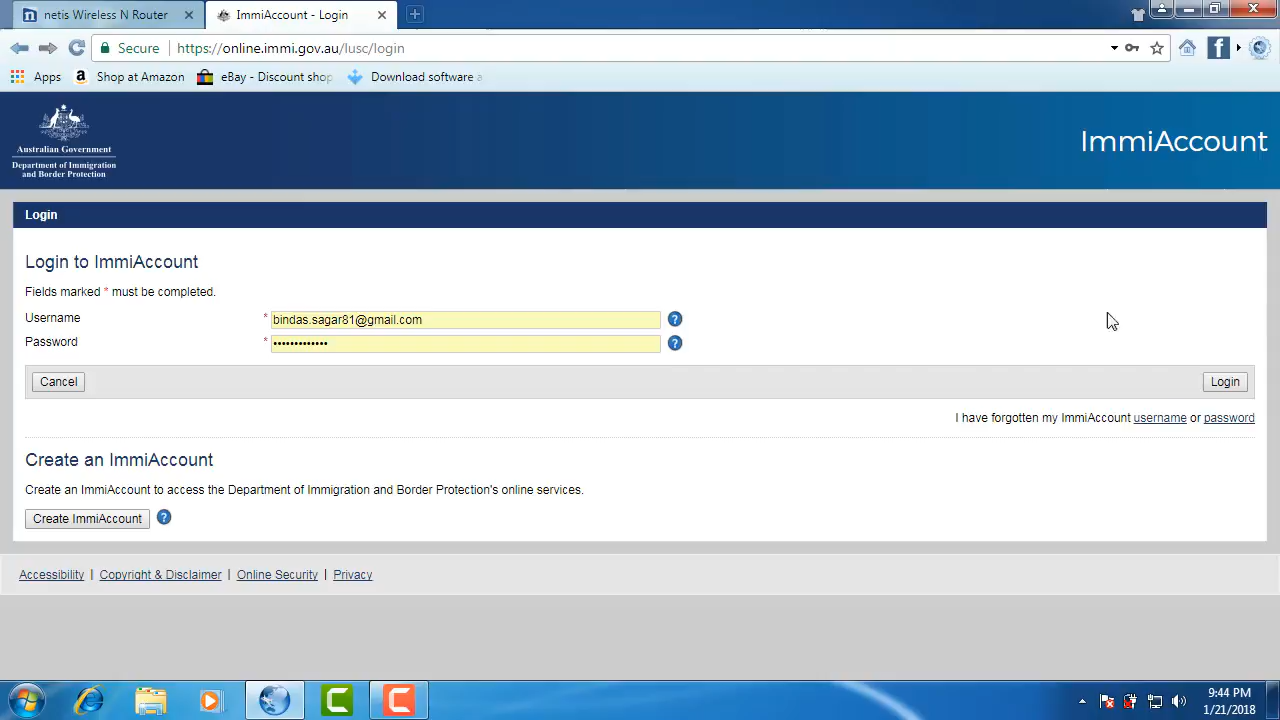 netis Wireless N Router
ImmiAccount - Login
Secure | https://online.immi.gov.au/lusc/login
Apps Shop at Amazon eBay - Discount shop Download software a
Australian Government
Department of Immigration
and Border Protection
ImmiAccount
Login
Login to ImmiAccount
Fields marked * must be completed.
Username * bindas.sagar81@gmail.com ?
Password * ••••••••••••• ?
Cancel Login
I have forgotten my ImmiAccount username or password
Create an ImmiAccount
Create an ImmiAccount to access the Department of Immigration and Border Protection's online services.
Create ImmiAccount ?
Accessibility | Copyright & Disclaimer | Online Security | Privacy
9:44 PM
1/21/2018